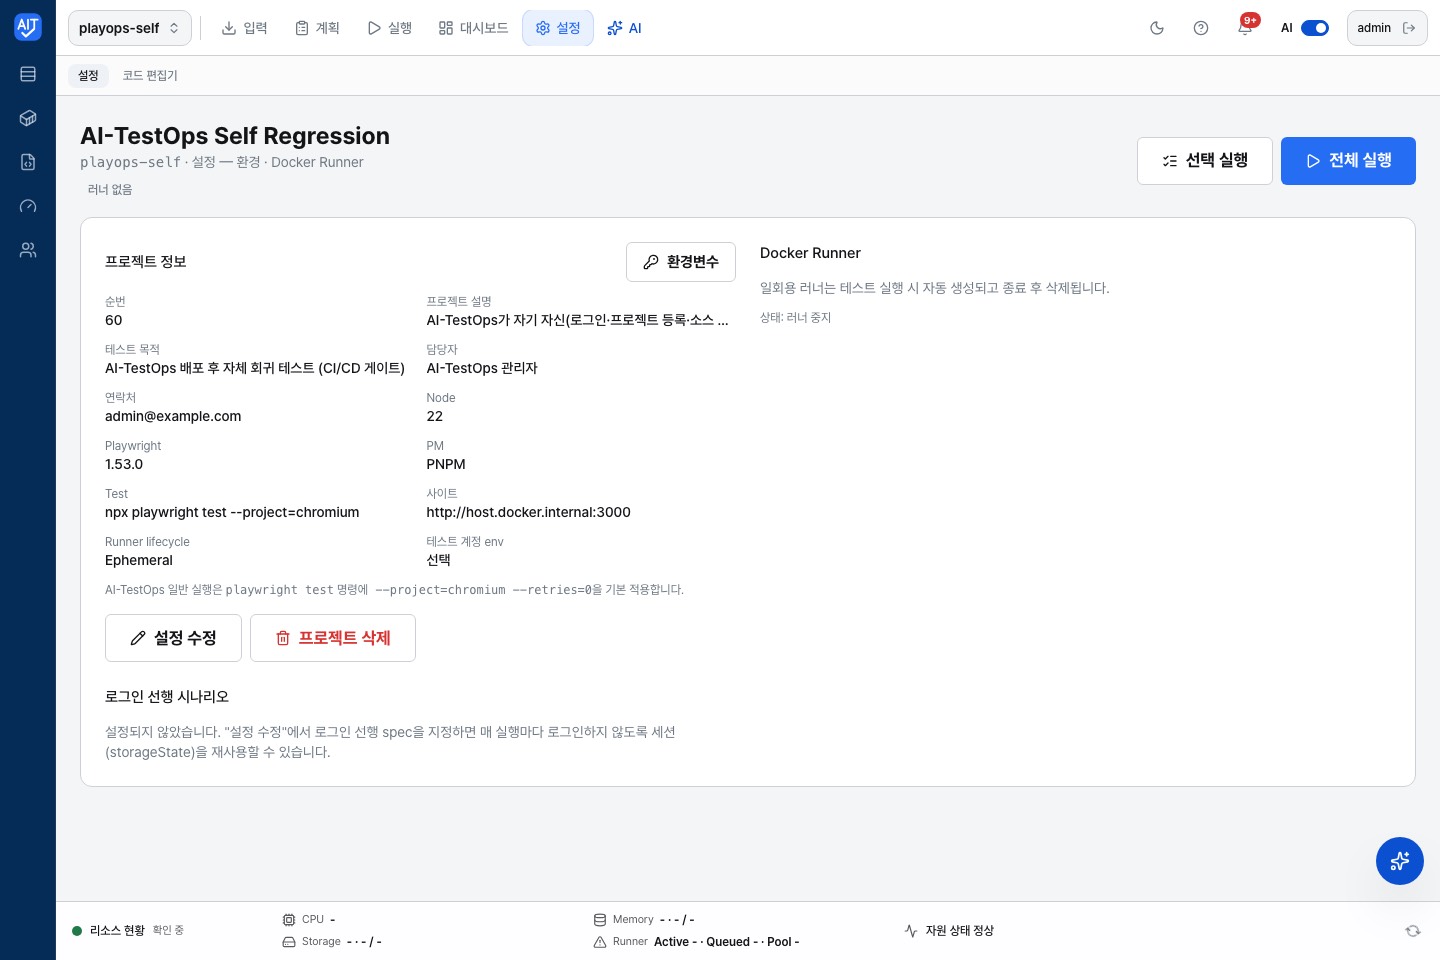 AIT
playops-self
입력
계획
실행
대시보드
설정
AI
9+
AI
admin
설정
코드 편집기
AI-TestOps Self Regression
playops-self · 설정 — 환경 · Docker Runner
러너 없음
선택 실행
전체 실행
프로젝트 정보
환경변수
순번
60
프로젝트 설명
AI-TestOps가 자기 자신(로그인·프로젝트 등록·소스 ...
테스트 목적
AI-TestOps 배포 후 자체 회귀 테스트 (CI/CD 게이트)
담당자
AI-TestOps 관리자
연락처
admin@example.com
Node
22
Playwright
1.53.0
PM
PNPM
Test
npx playwright test --project=chromium
사이트
http://host.docker.internal:3000
Runner lifecycle
Ephemeral
테스트 계정 env
선택
AI-TestOps 일반 실행은 playwright test 명령에 --project=chromium --retries=0을 기본 적용합니다.
설정 수정
프로젝트 삭제
로그인 선행 시나리오
설정되지 않았습니다. "설정 수정"에서 로그인 선행 spec을 지정하면 매 실행마다 로그인하지 않도록 세션
(storageState)을 재사용할 수 있습니다.
Docker Runner
일회용 러너는 테스트 실행 시 자동 생성되고 종료 후 삭제됩니다.
상태: 러너 중지
리소스 현황 확인 중
CPU -
Storage - · - / -
Memory - · - / -
Runner Active - · Queued - · Pool -
자원 상태 정상